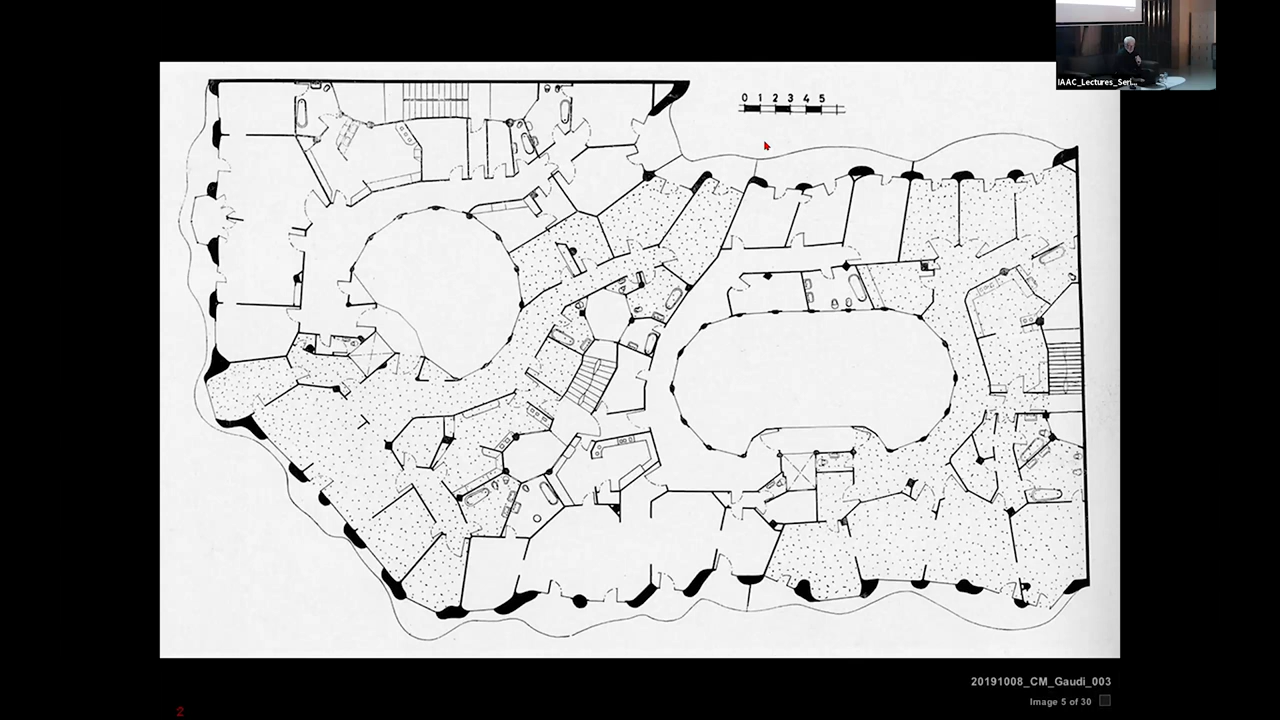 IAAC_Lectures_Seri...
0 1 2 3 4 5
20191008_CM_Gaudi_003
Image 5 of 30
2